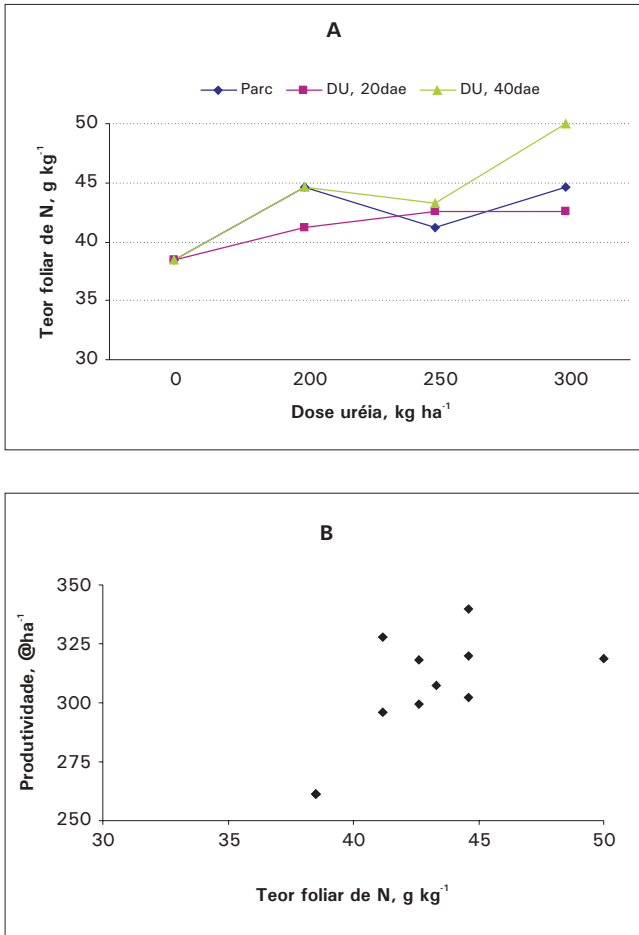 A
Parc DU, 20dae DU, 40dae
50
45
40
35
30
Teor foliar de N, g kg⁻¹
0 200 250 300
Dose uréia, kg ha⁻¹
B
350
325
300
275
250
Produtividade, @ha⁻¹
30 35 40 45 50
Teor foliar de N, g kg⁻¹